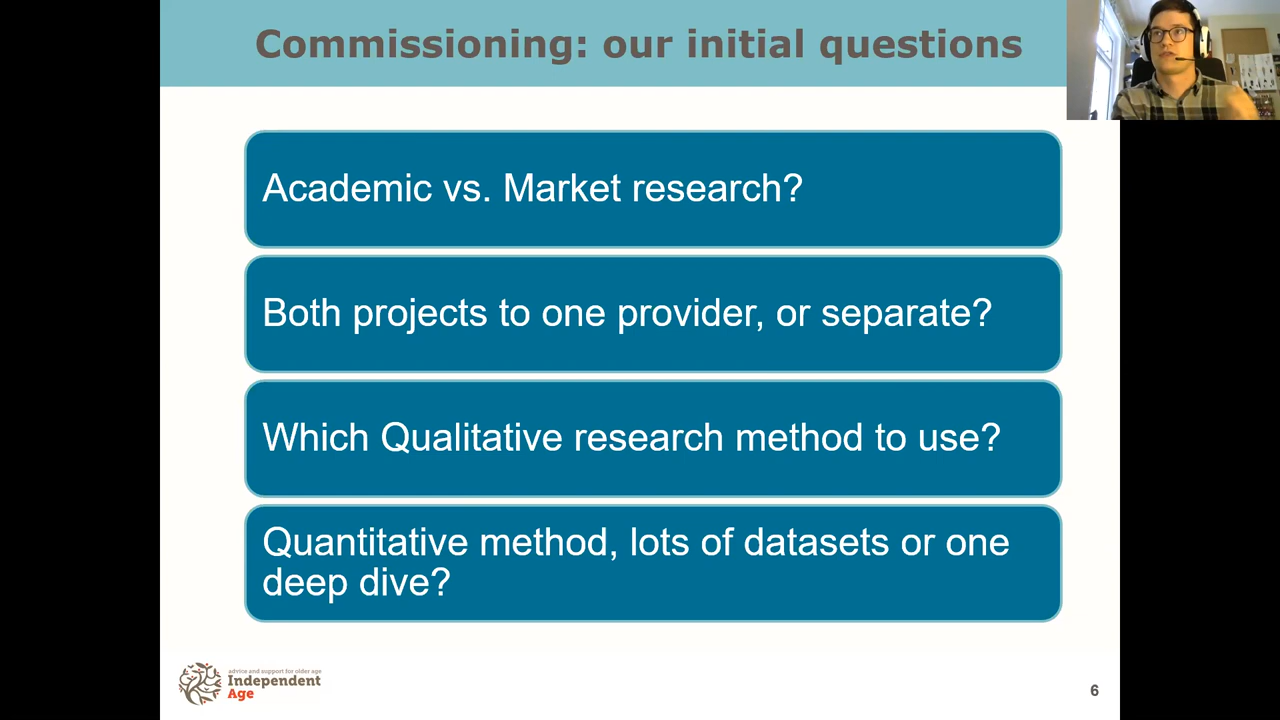 Commissioning: our initial questions
Academic vs. Market research?
Both projects to one provider, or separate?
Which Qualitative research method to use?
Quantitative method, lots of datasets or one
deep dive?
advice and support for older age
Independent
Age
6